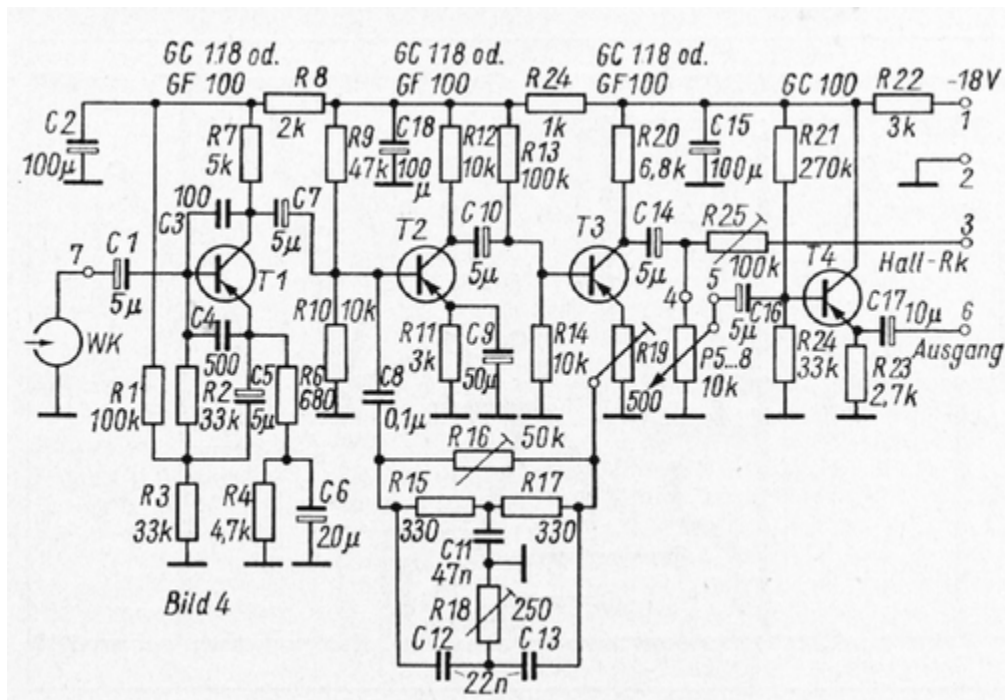 GC 118 od.
GF 100
GC 118 od.
GF 100
GC 118 od.
GF 100
GC 100
R 8
2k
R24
1k
R22
3k
-18V
1
C2
100μ
R7
5k
R9
47k
C18
100
μ
R12
10k
R13
100k
R20
6,8k
C15
100μ
R21
270k
2
100
C3
C7
5μ
7
C1
5μ
T1
T2
C10
5μ
T3
C14
5μ
R25
100k
3
Hall-Rk
WK
C4
500
R10
10k
R11
3k
C9
50μ
R14
10k
R19
500
4
5
5
C16
5μ
P5...8
10k
T4
C17
10μ
6
Ausgang
R24
33k
R23
2,7k
R1
100k
R2
33k
C5
5μ
R6
680
C8
0,1μ
R16
50k
R3
33k
R4
4,7k
C6
20μ
R15
330
R17
330
C11
47n
R18
250
C12
C13
22n
Bild 4